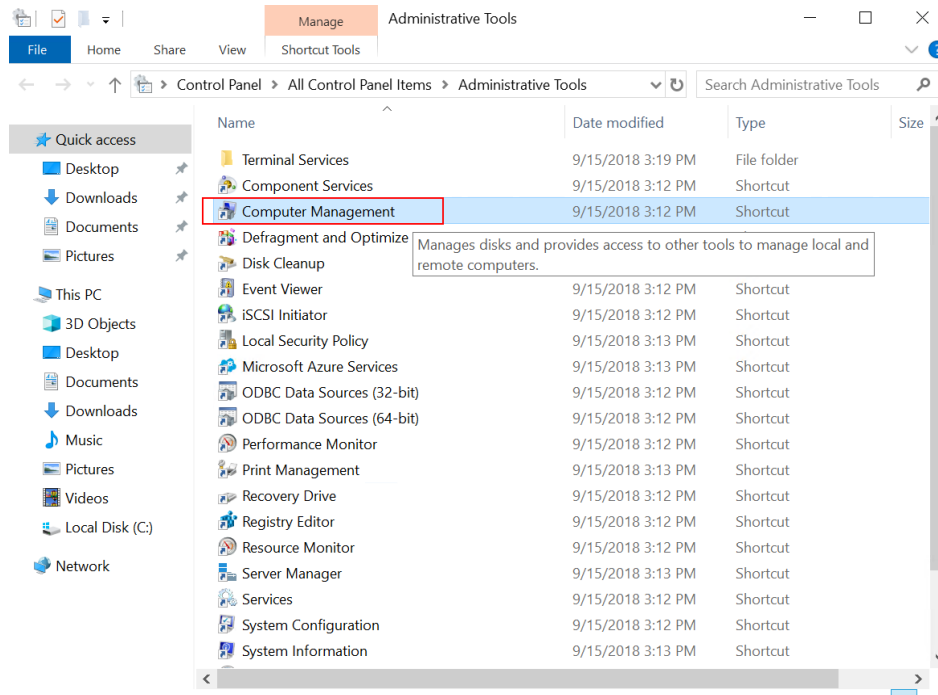 Manage
Administrative Tools
File
Home
Share
View
Shortcut Tools
Control Panel > All Control Panel Items > Administrative Tools
Search Administrative Tools
Name
Date modified
Type
Size
Quick access
Desktop
Downloads
Documents
Pictures
This PC
3D Objects
Desktop
Documents
Downloads
Music
Pictures
Videos
Local Disk (C:)
Network
Terminal Services 9/15/2018 3:19 PM File folder
Component Services 9/15/2018 3:12 PM Shortcut
Computer Management 9/15/2018 3:12 PM Shortcut
Defragment and Optimize
Manages disks and provides access to other tools to manage local and
remote computers.
Disk Cleanup
Event Viewer 9/15/2018 3:12 PM Shortcut
iSCSI Initiator 9/15/2018 3:12 PM Shortcut
Local Security Policy 9/15/2018 3:13 PM Shortcut
Microsoft Azure Services 9/15/2018 3:13 PM Shortcut
ODBC Data Sources (32-bit) 9/15/2018 3:12 PM Shortcut
ODBC Data Sources (64-bit) 9/15/2018 3:12 PM Shortcut
Performance Monitor 9/15/2018 3:12 PM Shortcut
Print Management 9/15/2018 3:13 PM Shortcut
Recovery Drive 9/15/2018 3:12 PM Shortcut
Registry Editor 9/15/2018 3:12 PM Shortcut
Resource Monitor 9/15/2018 3:12 PM Shortcut
Server Manager 9/15/2018 3:13 PM Shortcut
Services 9/15/2018 3:12 PM Shortcut
System Configuration 9/15/2018 3:12 PM Shortcut
System Information 9/15/2018 3:13 PM Shortcut